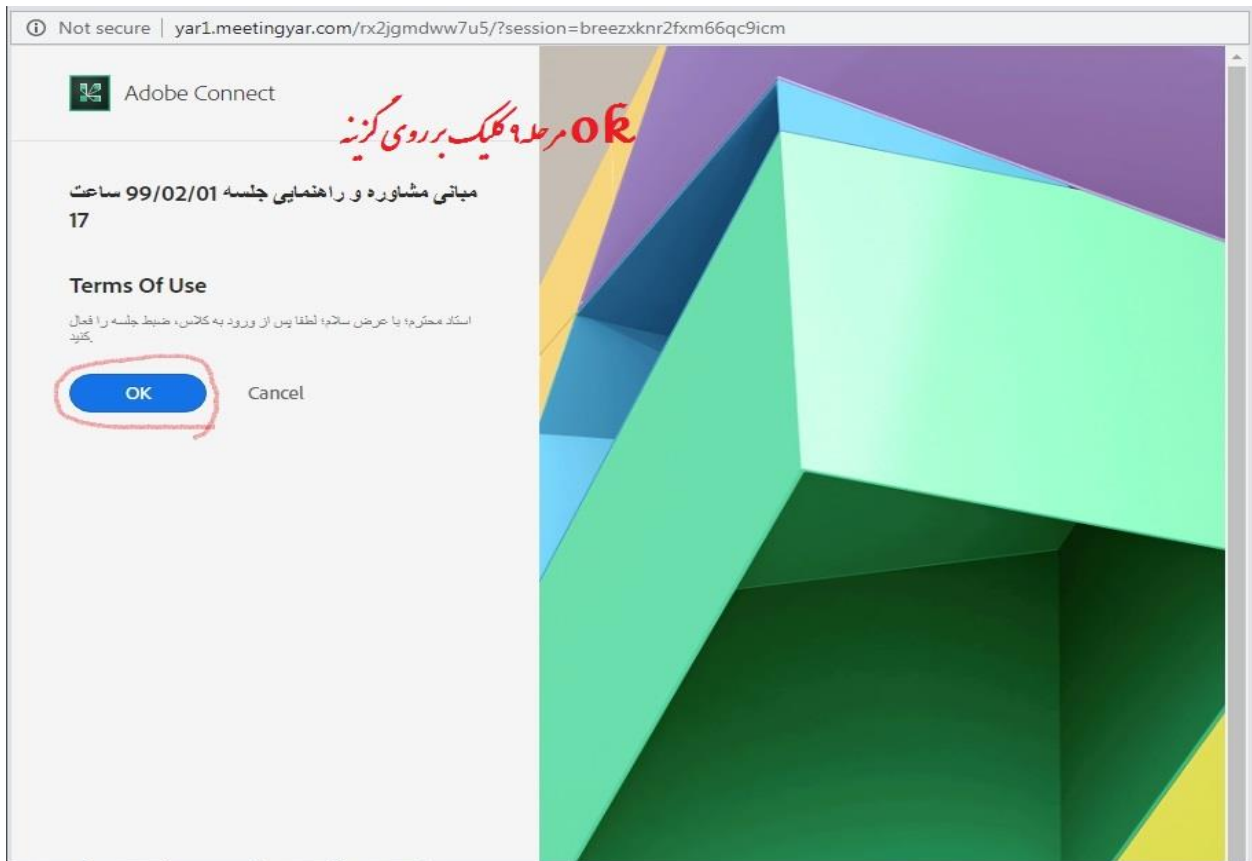 Not secure | yar1.meetingyar.com/rx2jgmdww7u5/?session=breezxknr2fxm66qc9icm
Adobe Connect
مرحله ۹ کلیک بر روی گزینه ok
مبانی مشاوره و راهنمایی جلسه 99/02/01 ساعت
17
Terms Of Use
استاد محترم؛ با عرض سلام؛ لطفا پس از ورود به کلاس، ضبط جلسه را فعال
.کنید
OK Cancel